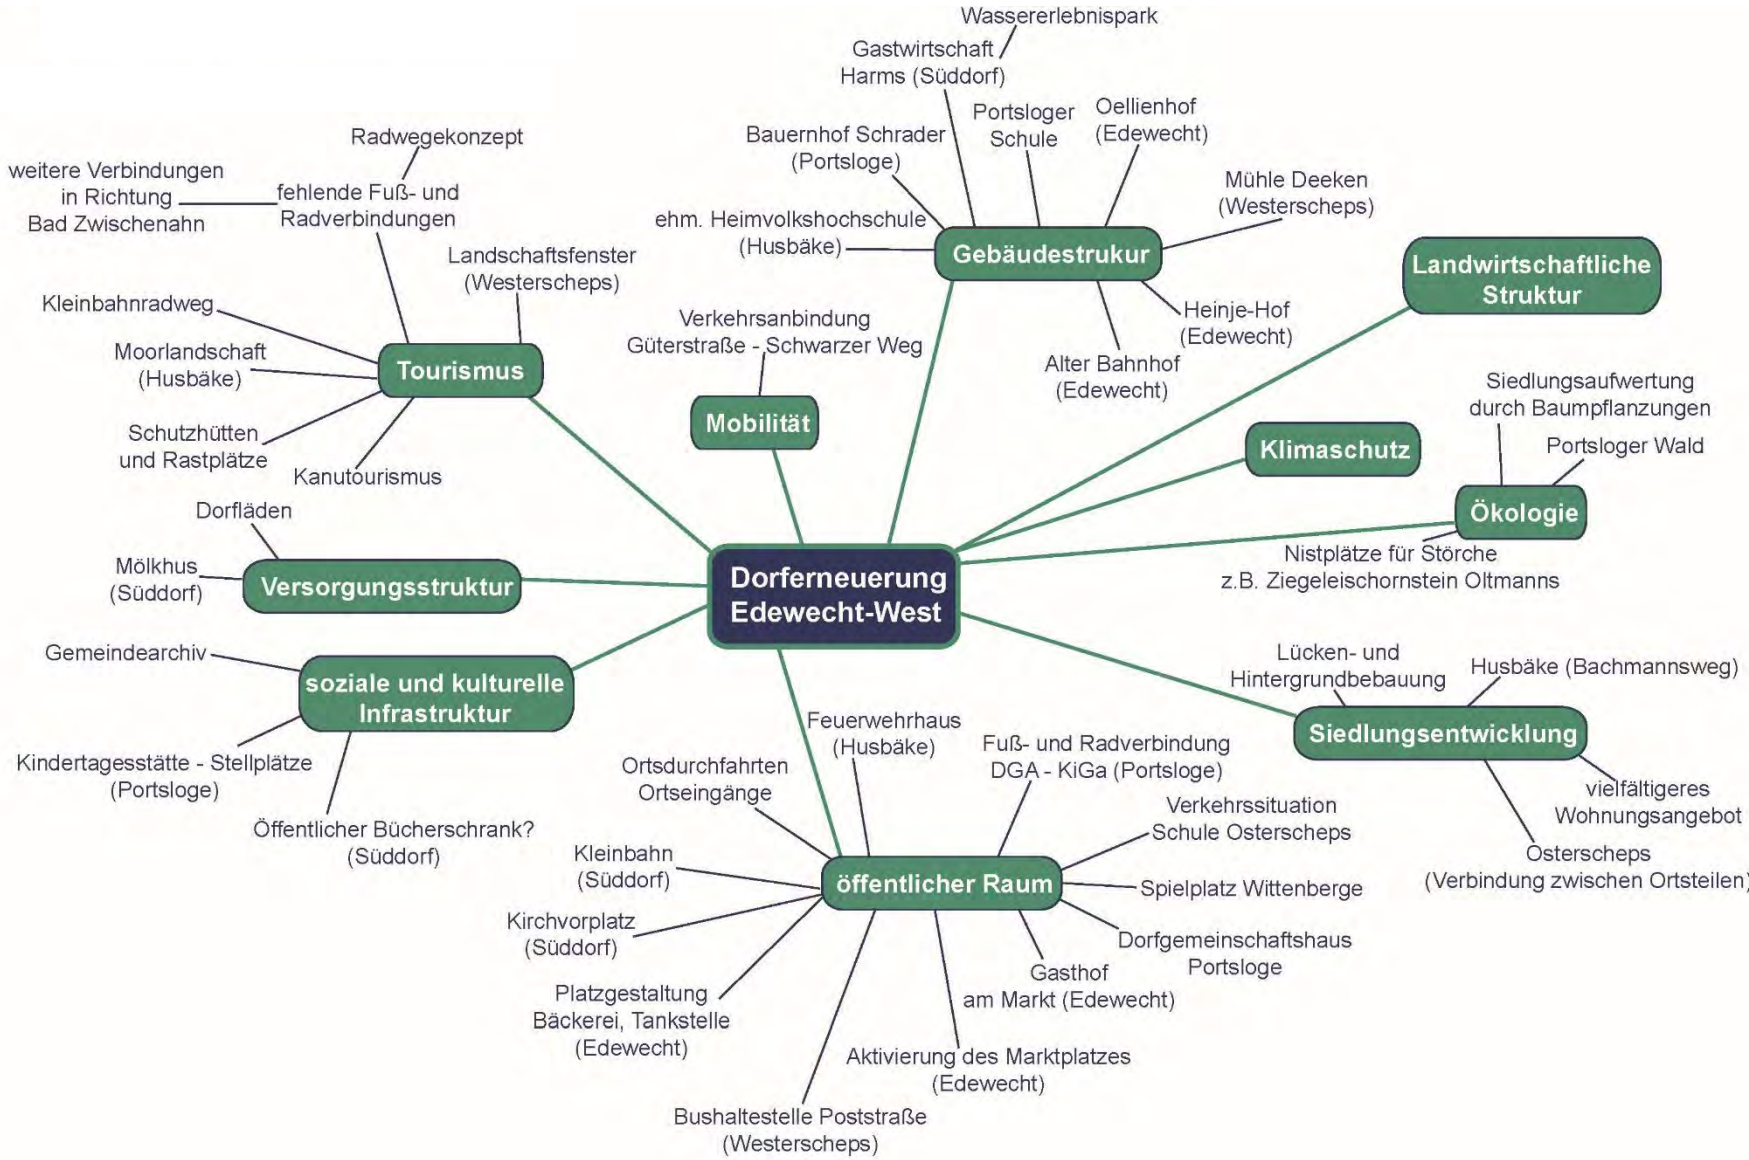 Wassererlebnispark
Gastwirtschaft
Harms (Süddorf)
Portsloger
Schule
Oellienhof
(Edewecht)
Bauernhof Schrader
(Portsloge)
Mühle Deeken
(Westerscheps)
ehm. Heimvolkshochschule
(Husbäke)
Gebäudestrukur
Heinje-Hof
(Edewecht)
Alter Bahnhof
(Edewecht)
Radwegekonzept
weitere Verbindungen
in Richtung
Bad Zwischenahn
fehlende Fuß- und
Radverbindungen
Landschaftsfenster
(Westerscheps)
Kleinbahnradweg
Moorlandschaft
(Husbäke)
Tourismus
Schutzhütten
und Rastplätze
Kanutourismus
Verkehrsanbindung
Güterstraße - Schwarzer Weg
Mobilität
Landwirtschaftliche
Struktur
Klimaschutz
Siedlungsaufwertung
durch Baumpflanzungen
Portsloger Wald
Ökologie
Nistplätze für Störche
z.B. Ziegeleischornstein Oltmanns
Dorfläden
Mölkhus
(Süddorf)
Versorgungsstruktur
Dorferneuerung
Edewecht-West
Gemeindearchiv
soziale und kulturelle
Infrastruktur
Kindertagesstätte - Stellplätze
(Portsloge)
Öffentlicher Bücherschrank?
(Süddorf)
Lücken- und
Hintergrundbebauung
Husbäke (Bachmannsweg)
Siedlungsentwicklung
vielfältigeres
Wohnungsangebot
Osterscheps
(Verbindung zwischen Ortsteilen)
Feuerwehrhaus
(Husbäke)
Fuß- und Radverbindung
DGA - KiGa (Portsloge)
Ortsdurchfahrten
Ortseingänge
Verkehrssituation
Schule Osterscheps
Kleinbahn
(Süddorf)
öffentlicher Raum
Spielplatz Wittenberge
Kirchvorplatz
(Süddorf)
Dorfgemeinschaftshaus
Portsloge
Gasthof
am Markt (Edewecht)
Platzgestaltung
Bäckerei, Tankstelle
(Edewecht)
Aktivierung des Marktplatzes
(Edewecht)
Bushaltestelle Poststraße
(Westerscheps)